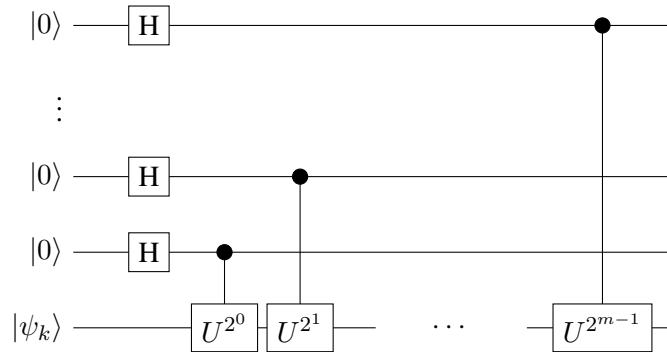 |0⟩ H
⋮
|0⟩ H
|0⟩ H
|ψ_k⟩ U^{2^0} U^{2^1} ⋯ U^{2^{m−1}}